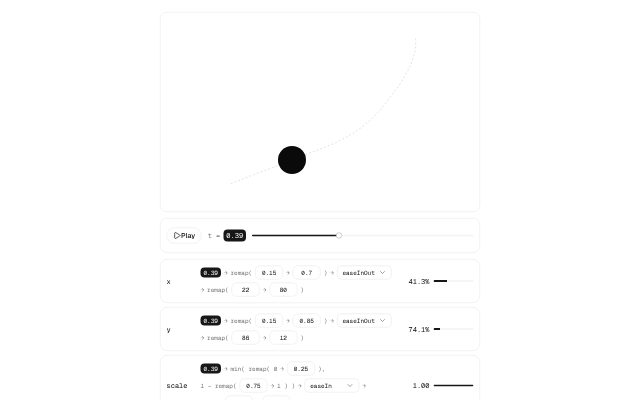 Play t = 0.39
x 0.39 → remap( 0.15 → 0.7 ) → easeInOut 41.3%
→ remap( 22 → 80 )
y 0.39 → remap( 0.15 → 0.85 ) → easeInOut 74.1%
→ remap( 86 → 12 )
scale 0.39 → min( remap( 0 → 0.25 ),
1 - remap( 0.75 → 1 ) ) → easeIn → 1.00